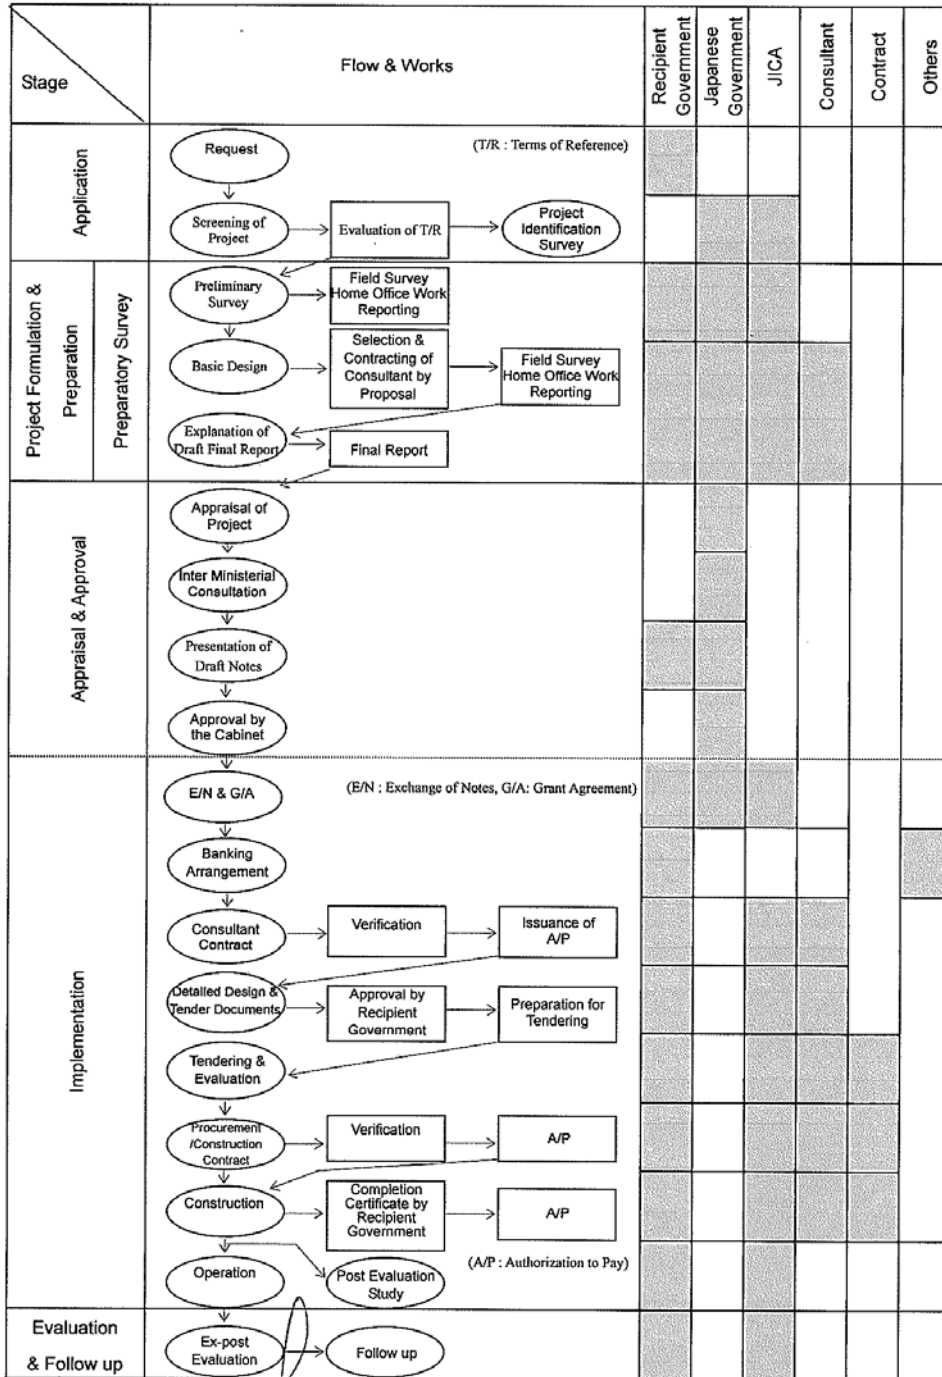 Stage
Flow & Works
Recipient
Government
Japanese
Government
JICA
Consultant
Contract
Others
Application
Request
(T/R : Terms of Reference)
Screening of
Project
Evaluation of T/R
Project
Identification
Survey
Project Formulation &
Preparation
Preparatory Survey
Preliminary
Survey
Field Survey
Home Office Work
Reporting
Basic Design
Selection &
Contracting of
Consultant by
Proposal
Field Survey
Home Office Work
Reporting
Explanation of
Draft Final Report
Final Report
Appraisal & Approval
Appraisal of
Project
Inter Ministerial
Consultation
Presentation of
Draft Notes
Approval by
the Cabinet
Implementation
E/N & G/A
(E/N : Exchange of Notes, G/A: Grant Agreement)
Banking
Arrangement
Consultant
Contract
Verification
Issuance of
A/P
Detailed Design &
Tender Documents
Approval by
Recipient
Government
Preparation for
Tendering
Tendering &
Evaluation
Procurement
/Construction
Contract
Verification
A/P
Construction
Completion
Certificate by
Recipient
Government
A/P
Operation
Post Evaluation
Study
(A/P : Authorization to Pay)
Evaluation
& Follow up
Ex-post
Evaluation
Follow up